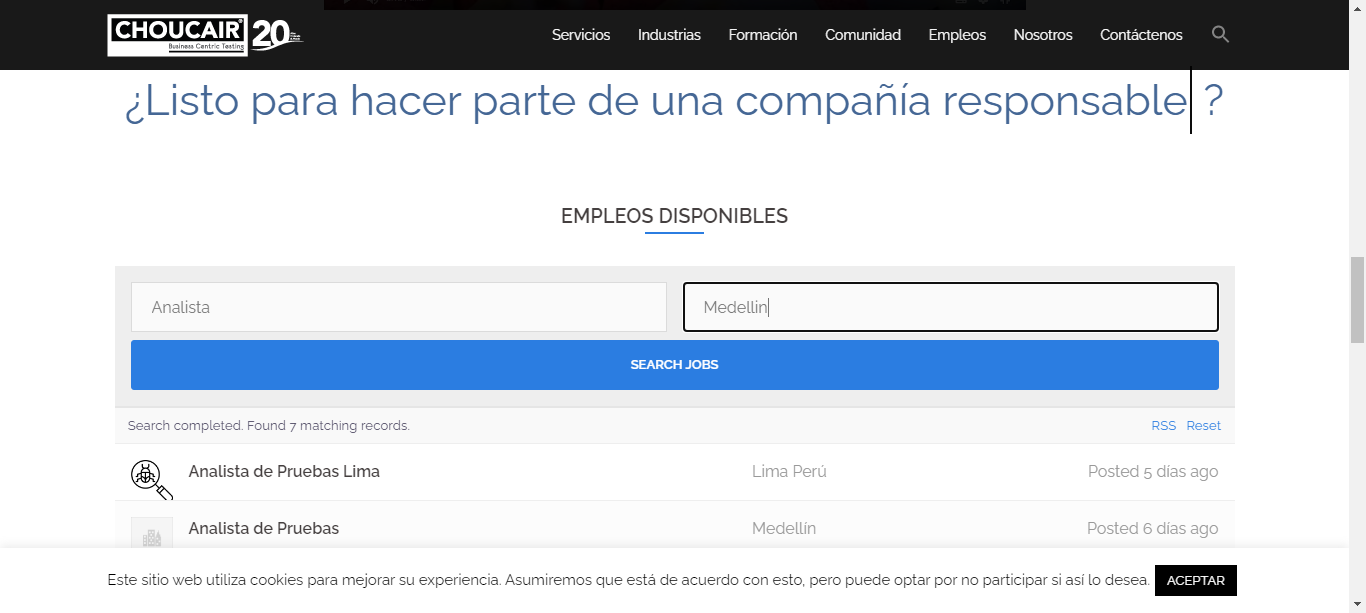 CHOUCAIR
Business Centric Testing
20
Servicios Industrias Formación Comunidad Empleos Nosotros Contáctenos
¿Listo para hacer parte de una compañía responsable ?
EMPLEOS DISPONIBLES
Analista Medellin
SEARCH JOBS
Search completed. Found 7 matching records. RSS Reset
Analista de Pruebas Lima Lima Perú Posted 5 días ago
Analista de Pruebas Medellín Posted 6 días ago
Este sitio web utiliza cookies para mejorar su experiencia. Asumiremos que está de acuerdo con esto, pero puede optar por no participar si así lo desea. ACEPTAR